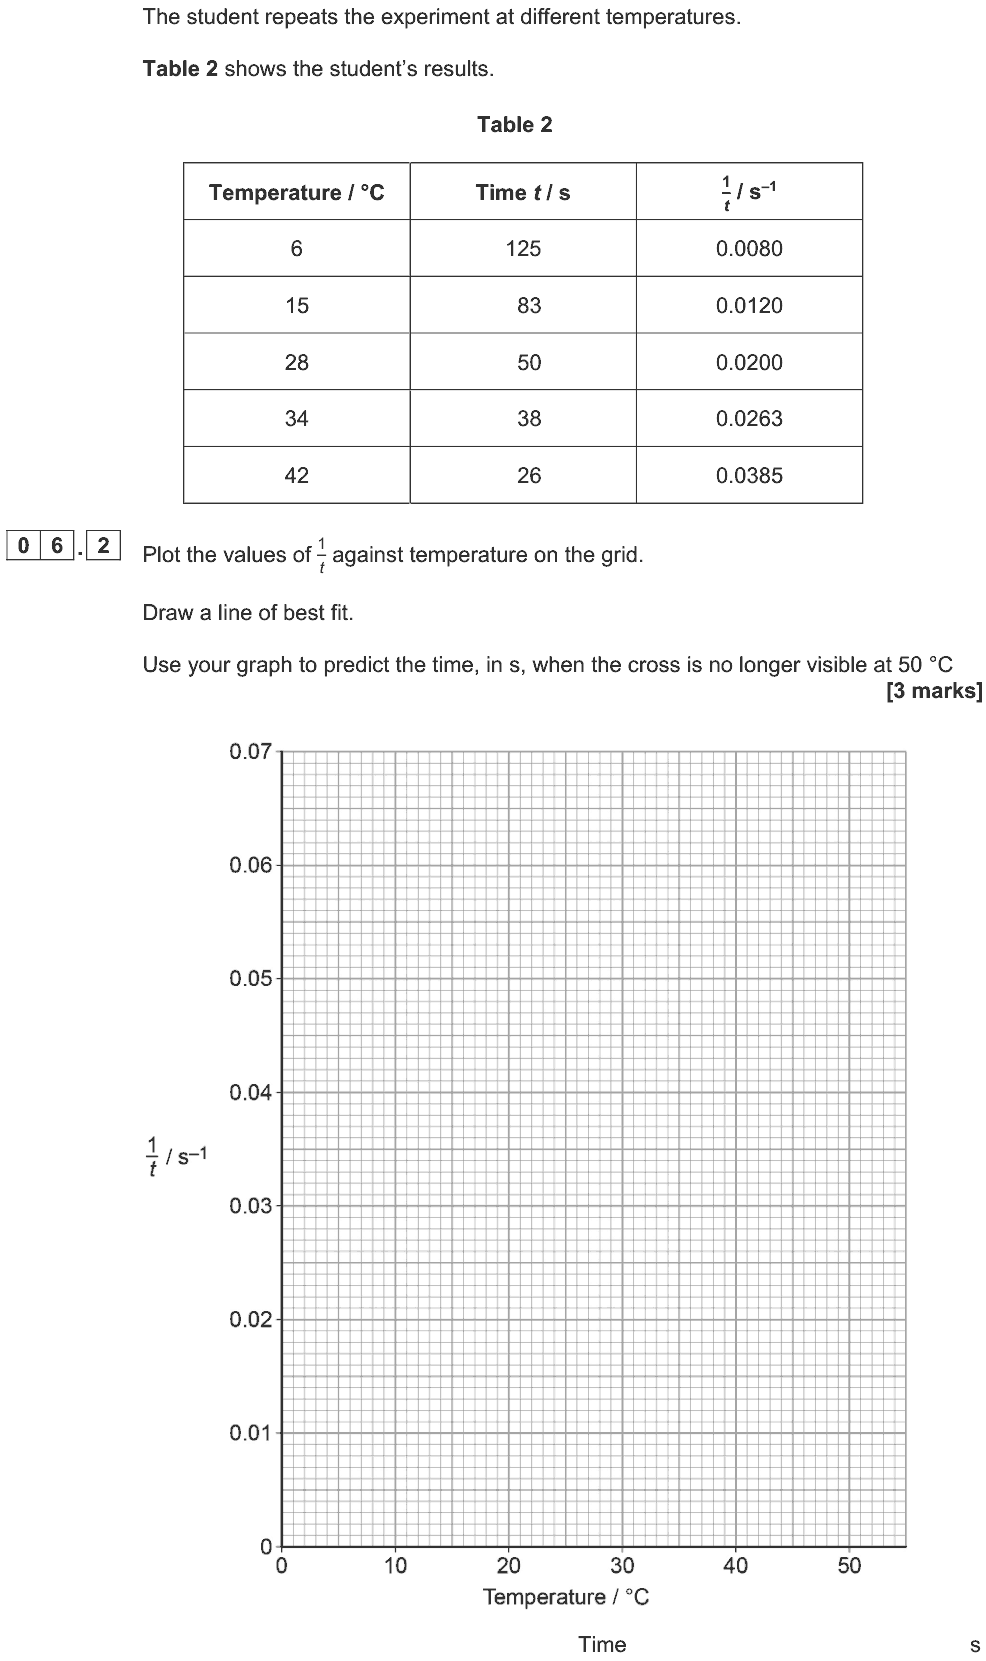 The student repeats the experiment at different temperatures.
Table 2 shows the student's results.
Table 2
Temperature / °C Time t / s 1/t / s⁻¹
6 125 0.0080
15 83 0.0120
28 50 0.0200
34 38 0.0263
42 26 0.0385
0 6 . 2 Plot the values of 1/t against temperature on the grid.
Draw a line of best fit.
Use your graph to predict the time, in s, when the cross is no longer visible at 50 °C
[3 marks]
0.07
0.06
0.05
0.04
1/t / s⁻¹
0.03
0.02
0.01
0
0 10 20 30 40 50
Temperature / °C
Time s